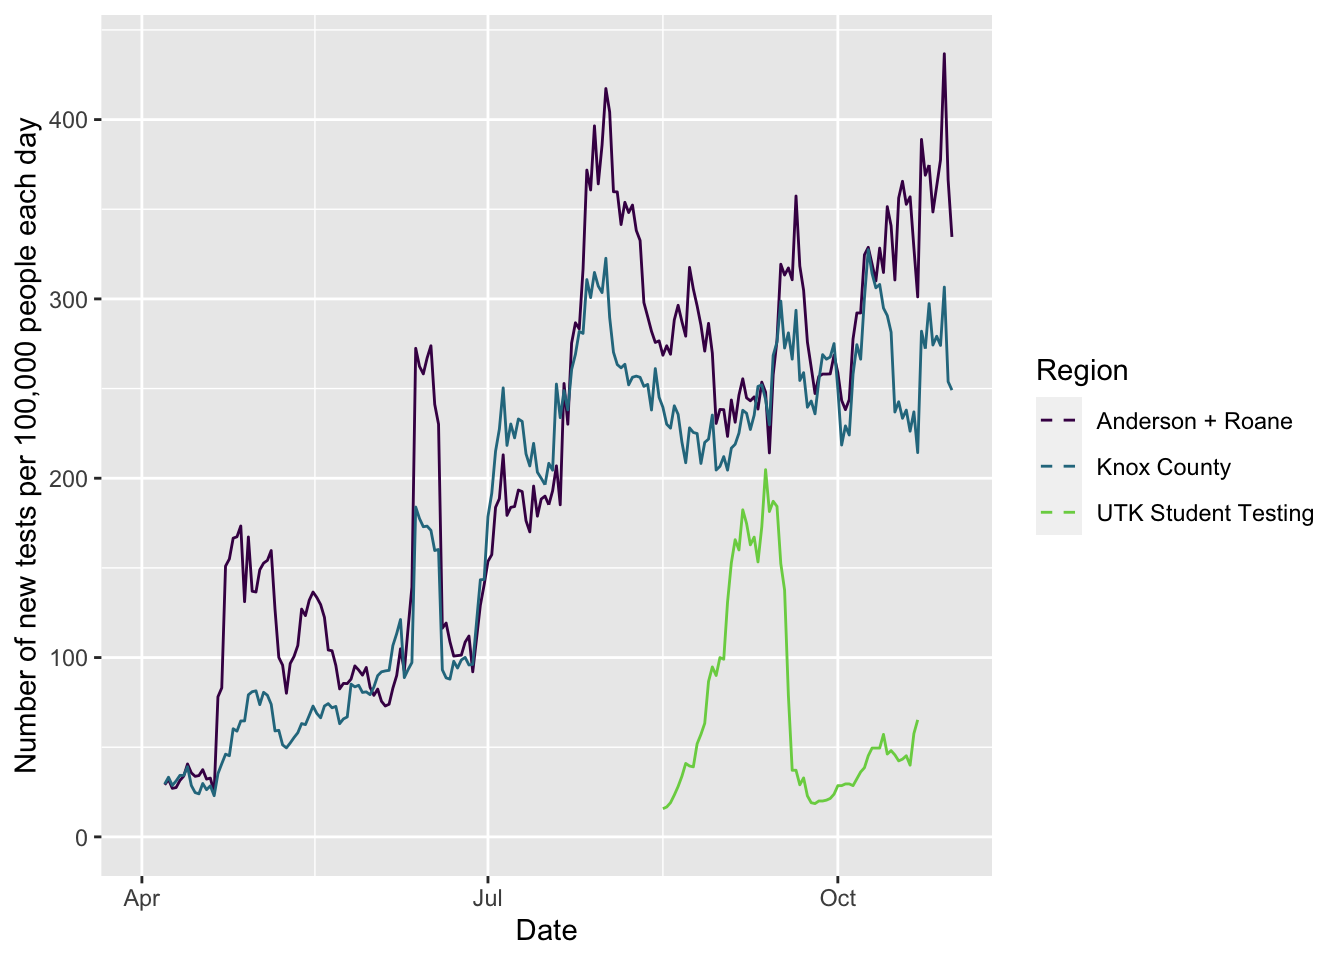 Number of new tests per 100,000 people each day
400
300
200
100
0
Apr
Jul
Oct
Date
Region
Anderson + Roane
Knox County
UTK Student Testing